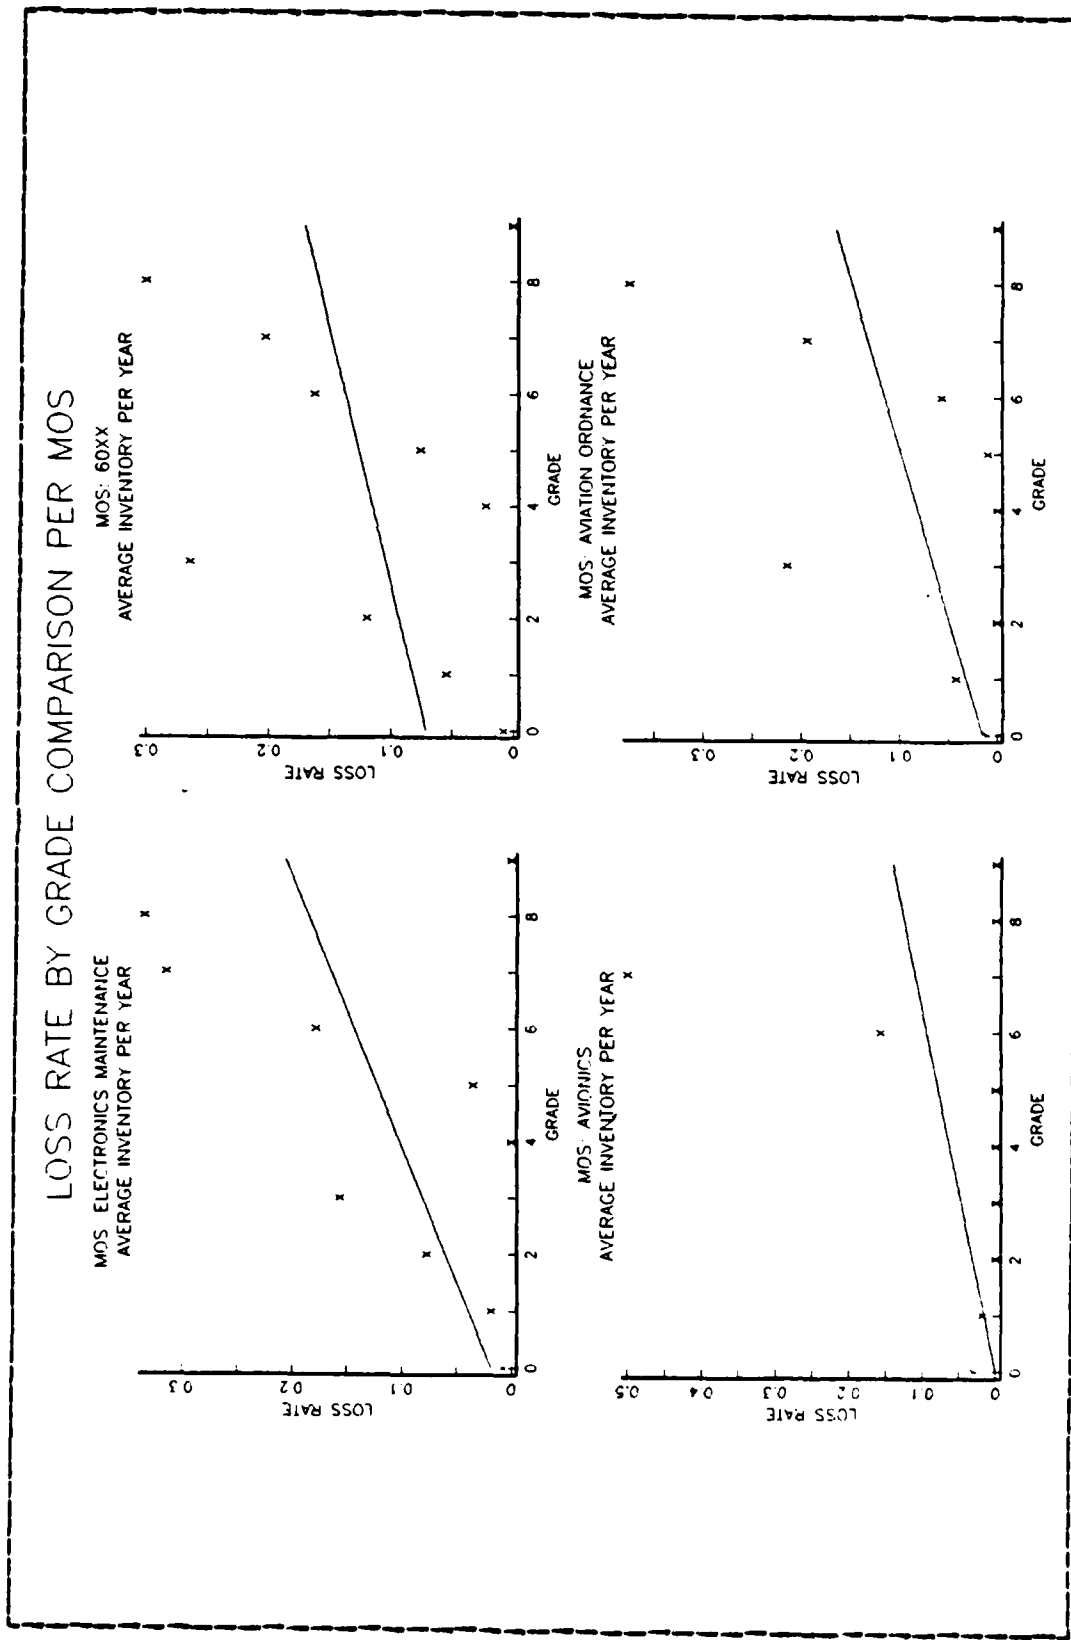 LOSS RATE BY GRADE COMPARISON PER MOS
MOS ELECTRONICS MAINTENANCE
AVERAGE INVENTORY PER YEAR
LOSS RATE
0.3
0.2
0.1
0
0 2 4 6 8
GRADE
MOS: 60XX
AVERAGE INVENTORY PER YEAR
LOSS RATE
0.3
0.2
0.1
0
0 2 4 6 8
GRADE
MOS: AVIONICS
AVERAGE INVENTORY PER YEAR
LOSS RATE
0.5
0.4
0.3
0.2
0.1
0
0 2 4 6 8
GRADE
MOS: AVIATION ORDNANCE
AVERAGE INVENTORY PER YEAR
LOSS RATE
0.3
0.2
0.1
0
0 2 4 6 8
GRADE